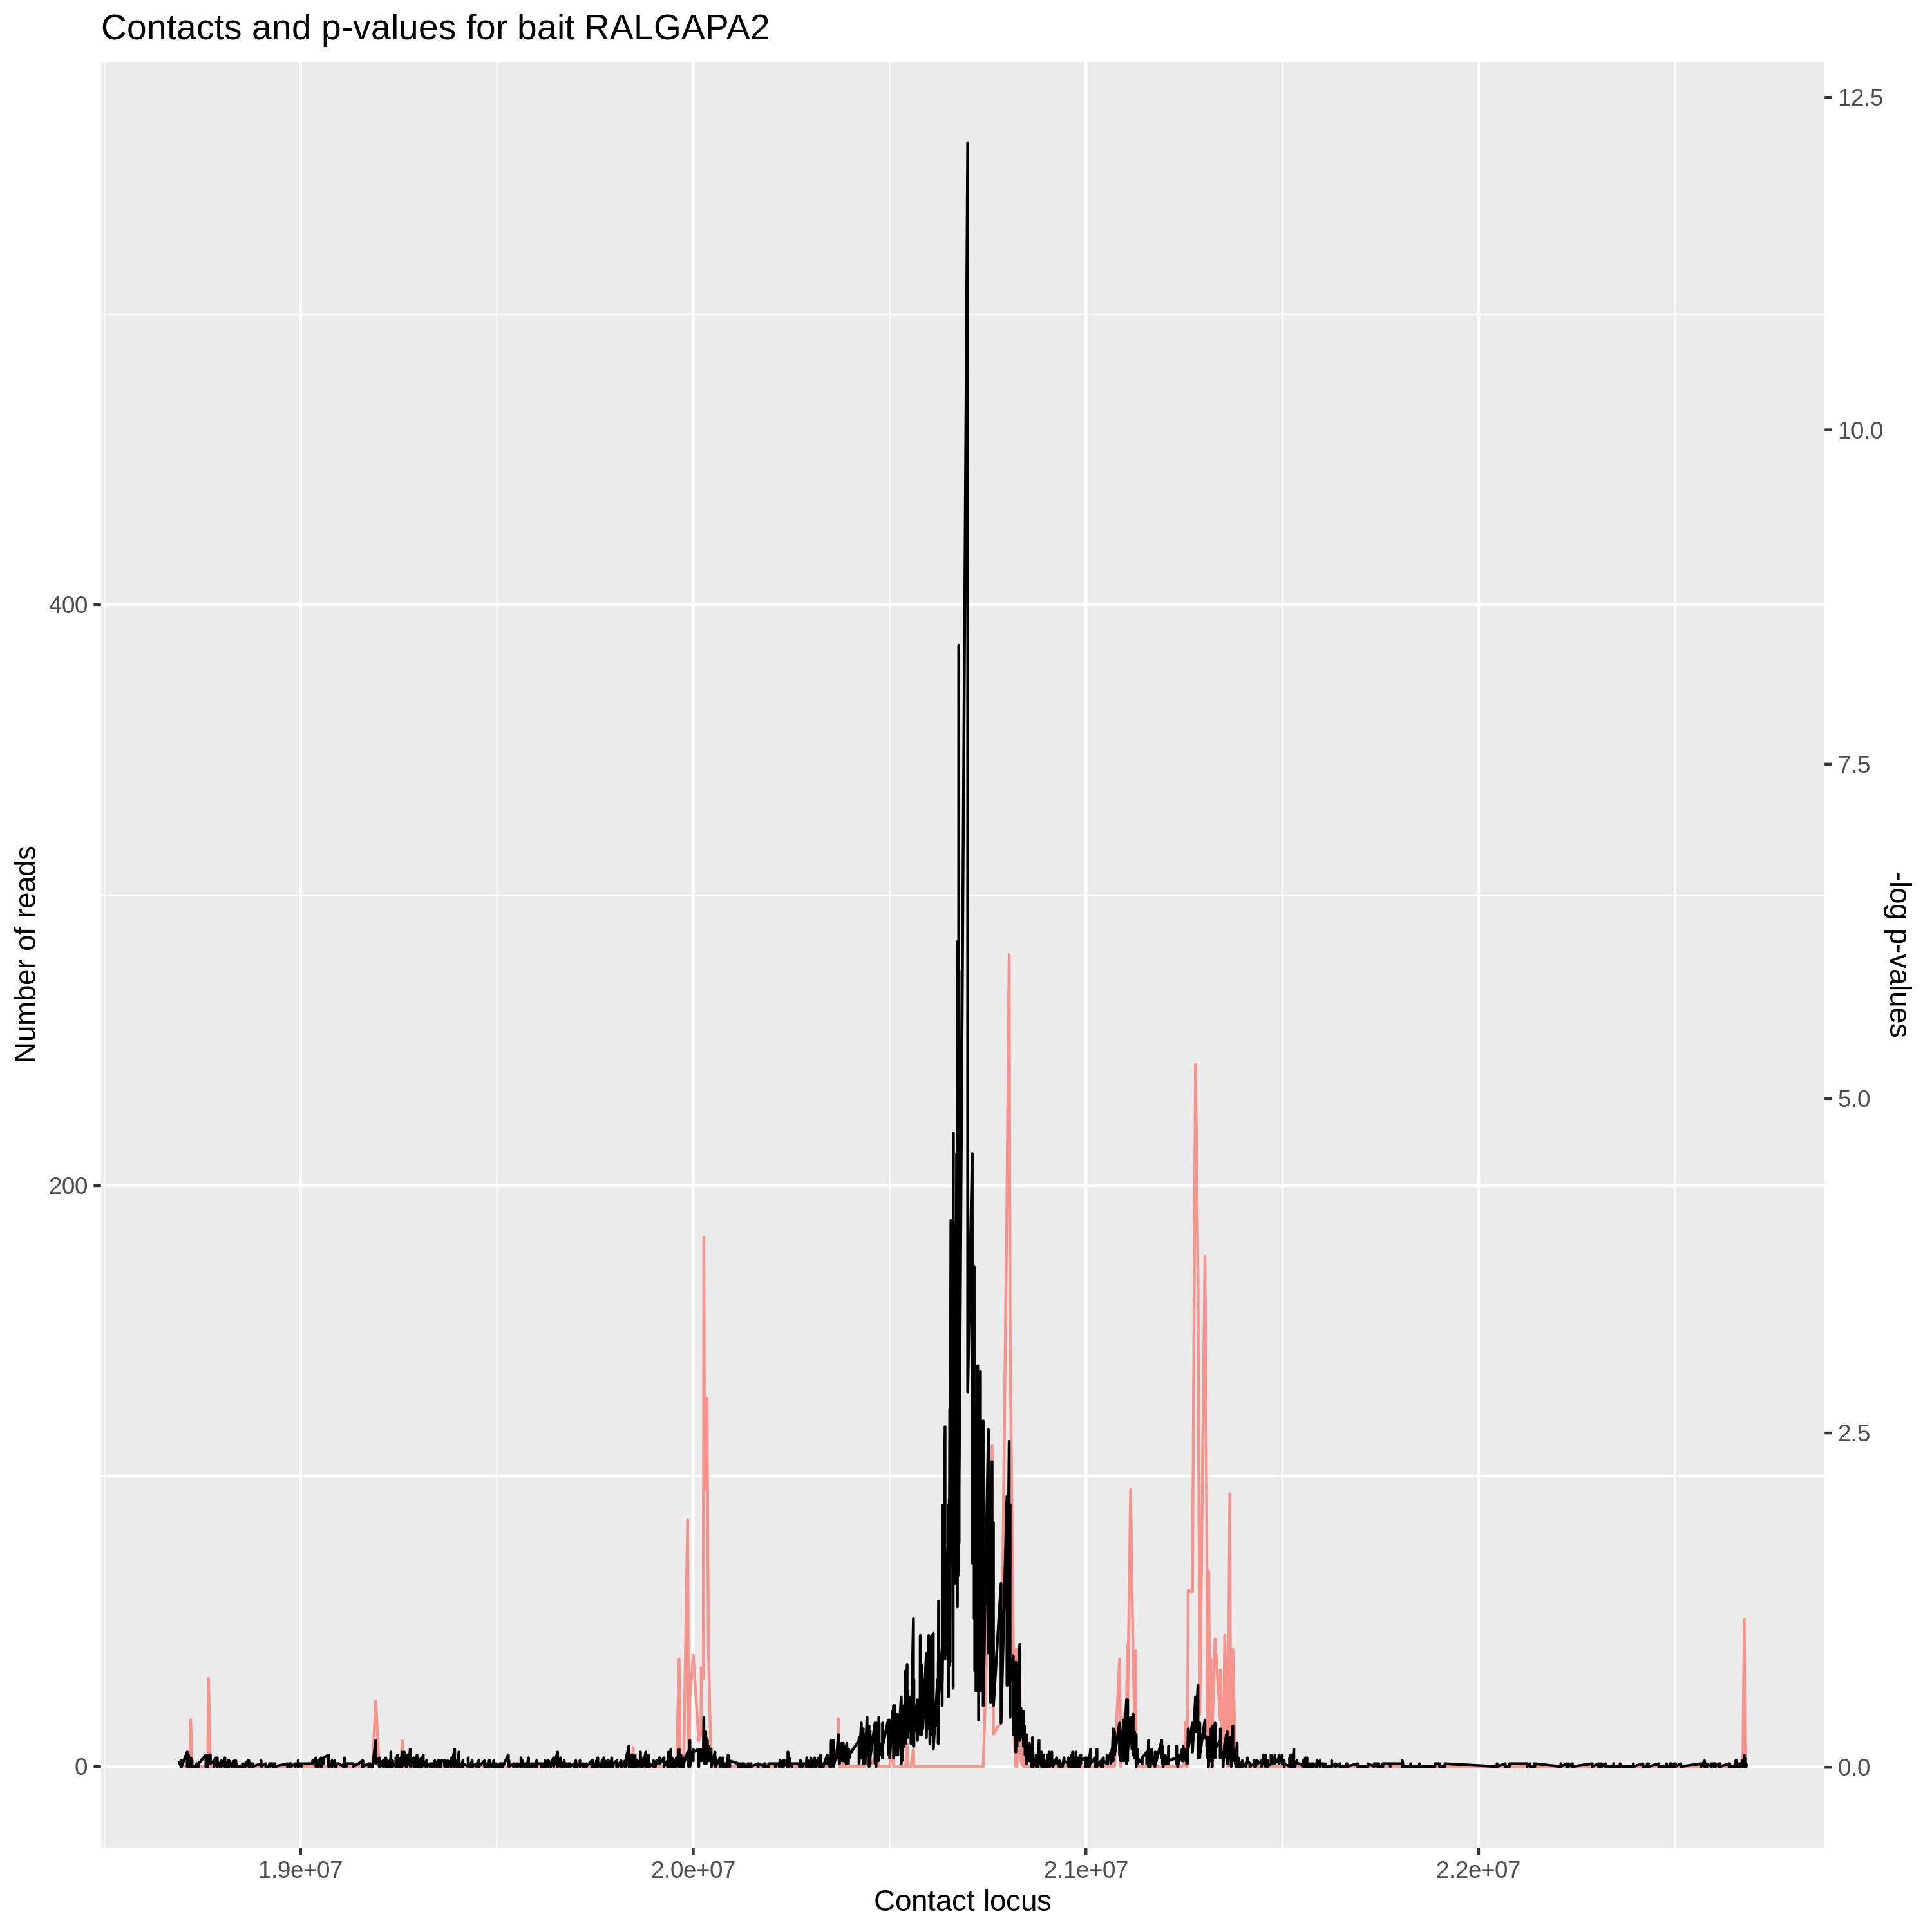 Contacts and p-values for bait RALGAPA2
12.5
10.0
400
7.5
Number of reads
-log p-values
5.0
200
2.5
0
0.0
1.9e+07
2.0e+07
2.1e+07
2.2e+07
Contact locus